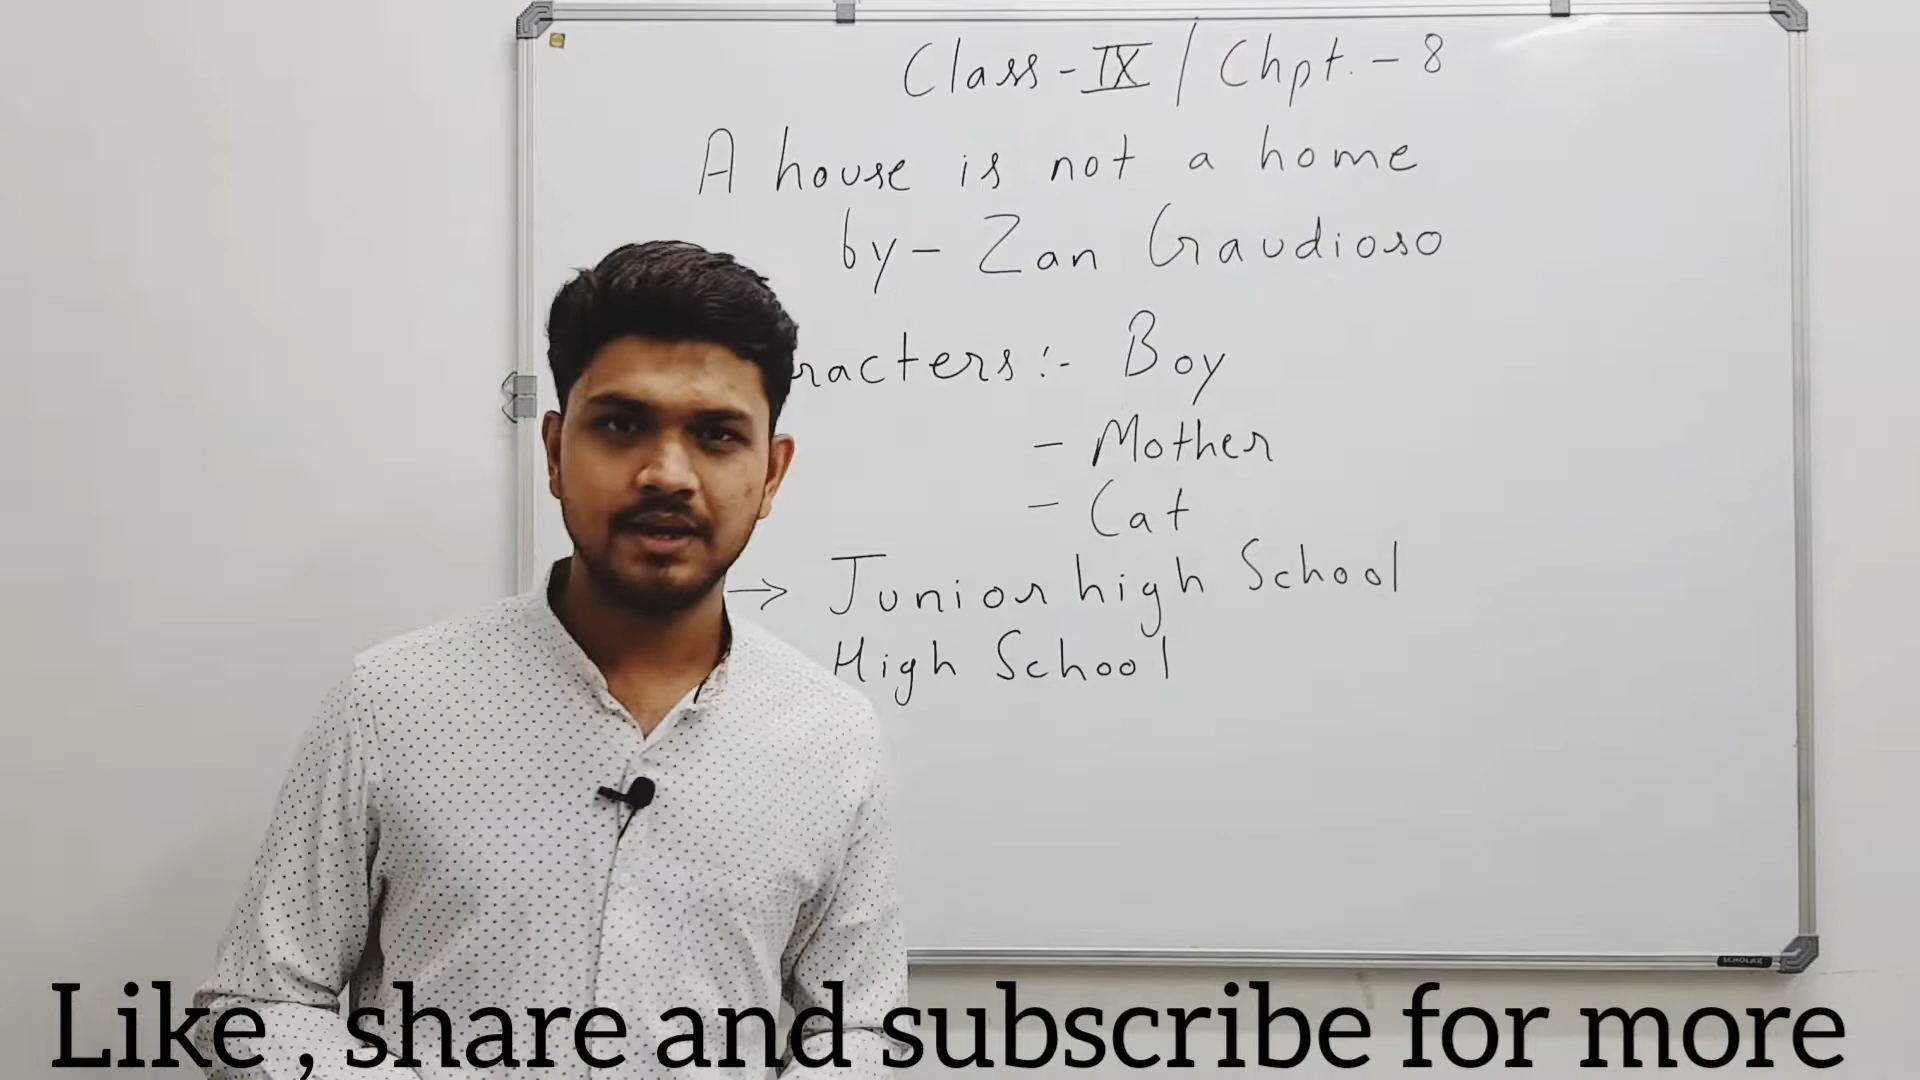 Class - IX / Chpt. - 8
A house is not a home
by - Zan Gaudioso
racters :- Boy
- Mother
- Cat
→ Junior high School
High School
SCHOLAR
Like , share and subscribe for more